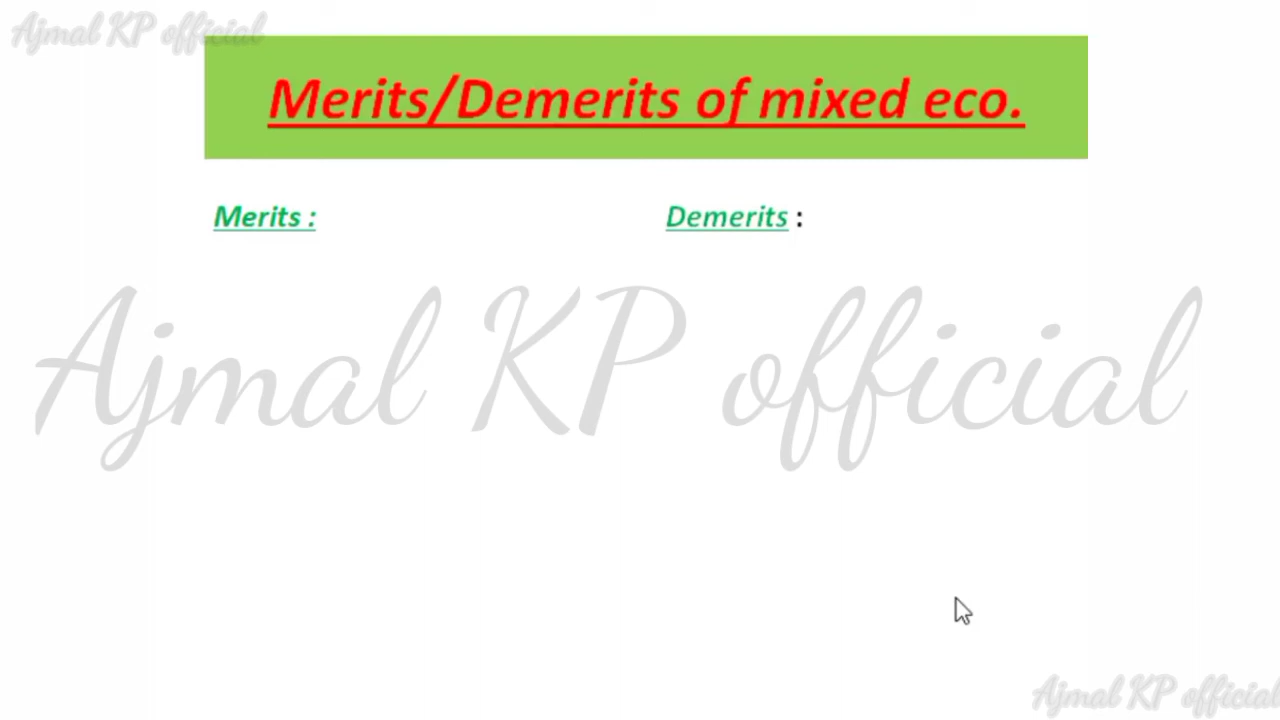 Ajmal KP official
Merits/Demerits of mixed eco.
Merits :
Demerits :
Ajmal KP official
Ajmal KP official